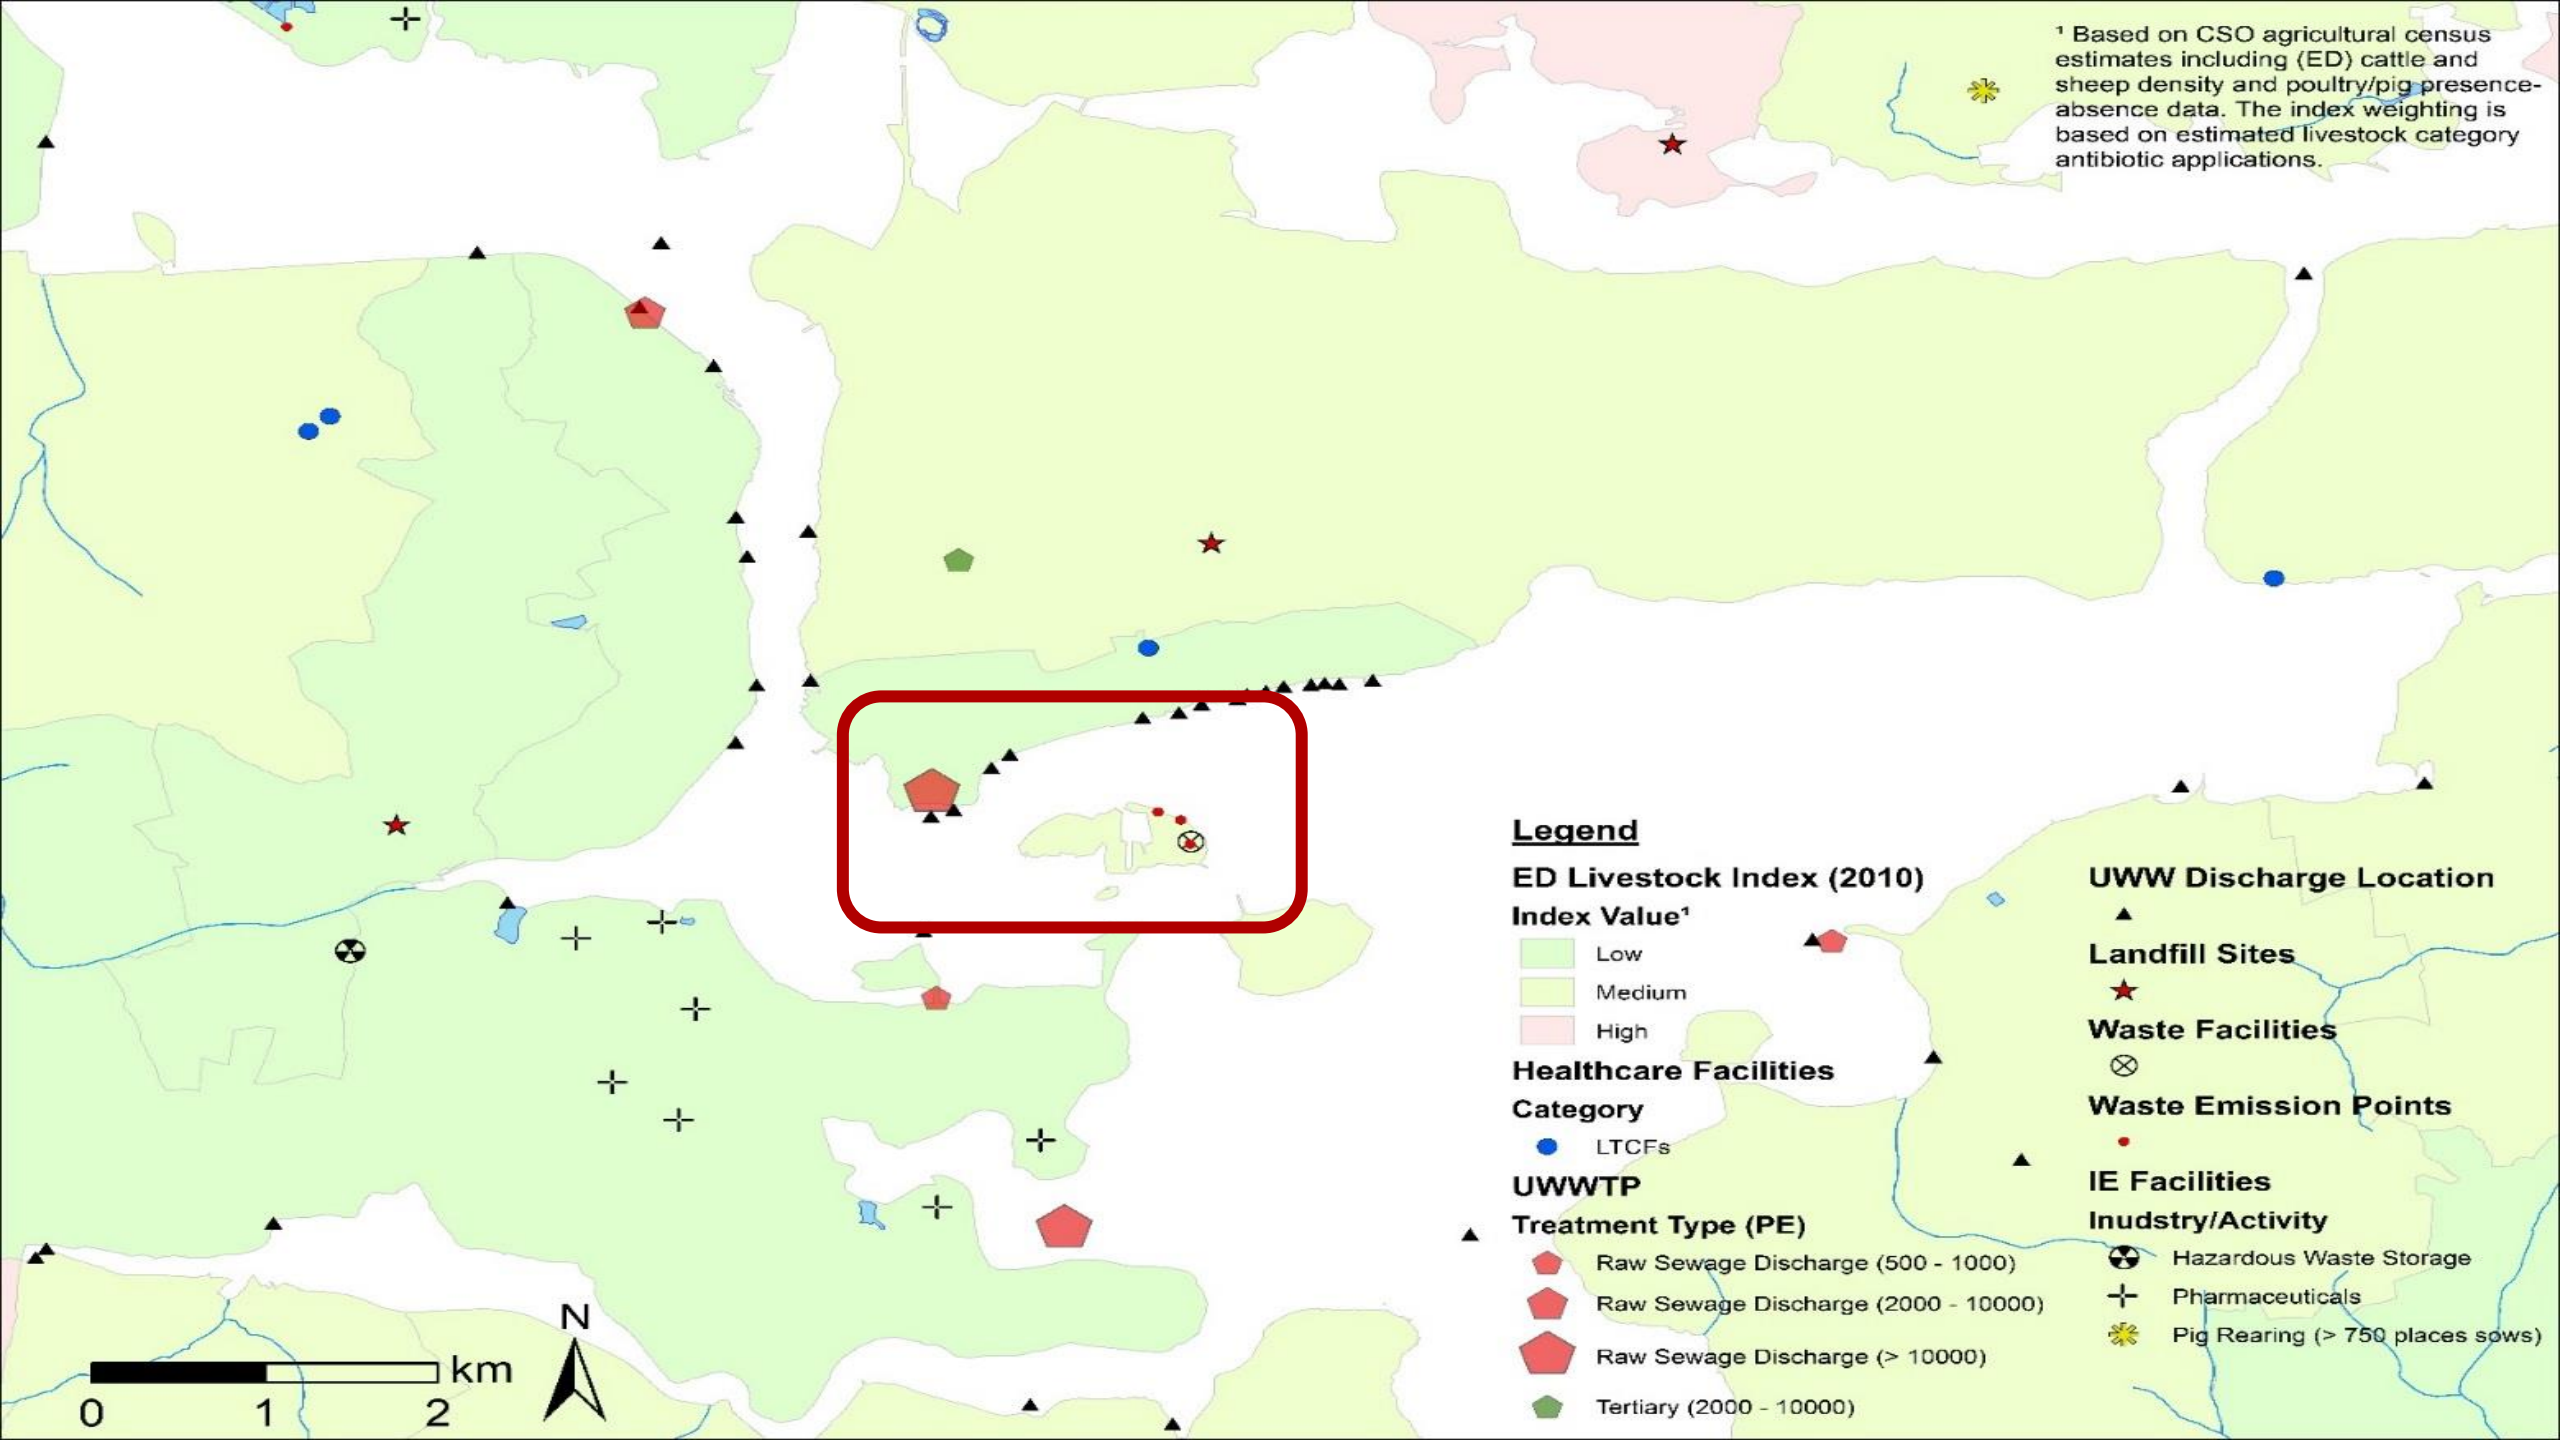 ¹ Based on CSO agricultural census
estimates including (ED) cattle and
sheep density and poultry/pig presence-
absence data. The index weighting is
based on estimated livestock category
antibiotic applications.
Legend
ED Livestock Index (2010)
Index Value¹
Low
Medium
High
Healthcare Facilities
Category
LTCFs
UWWTP
Treatment Type (PE)
Raw Sewage Discharge (500 - 1000)
Raw Sewage Discharge (2000 - 10000)
Raw Sewage Discharge (> 10000)
Tertiary (2000 - 10000)
UWW Discharge Location
Landfill Sites
Waste Facilities
Waste Emission Points
IE Facilities
Inudstry/Activity
Hazardous Waste Storage
Pharmaceuticals
Pig Rearing (> 750 places sows)
N
km
0 1 2